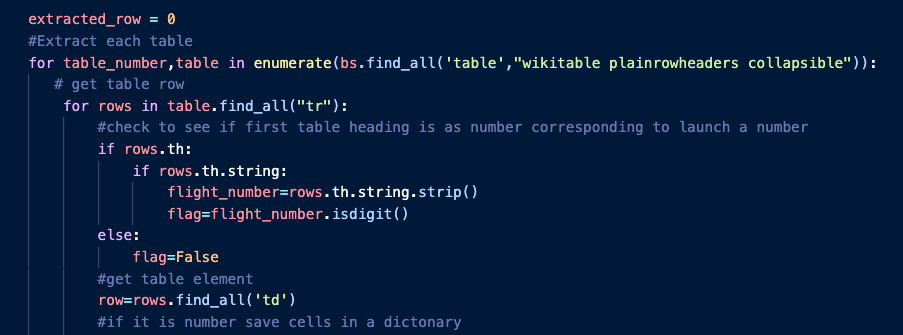 extracted_row = 0
#Extract each table
for table_number,table in enumerate(bs.find_all('table',"wikitable plainrowheaders collapsible")):
   # get table row
    for rows in table.find_all("tr"):
        #check to see if first table heading is as number corresponding to launch a number
        if rows.th:
            if rows.th.string:
                flight_number=rows.th.string.strip()
                flag=flight_number.isdigit()
        else:
            flag=False
        #get table element
        row=rows.find_all('td')
        #if it is number save cells in a dictonary